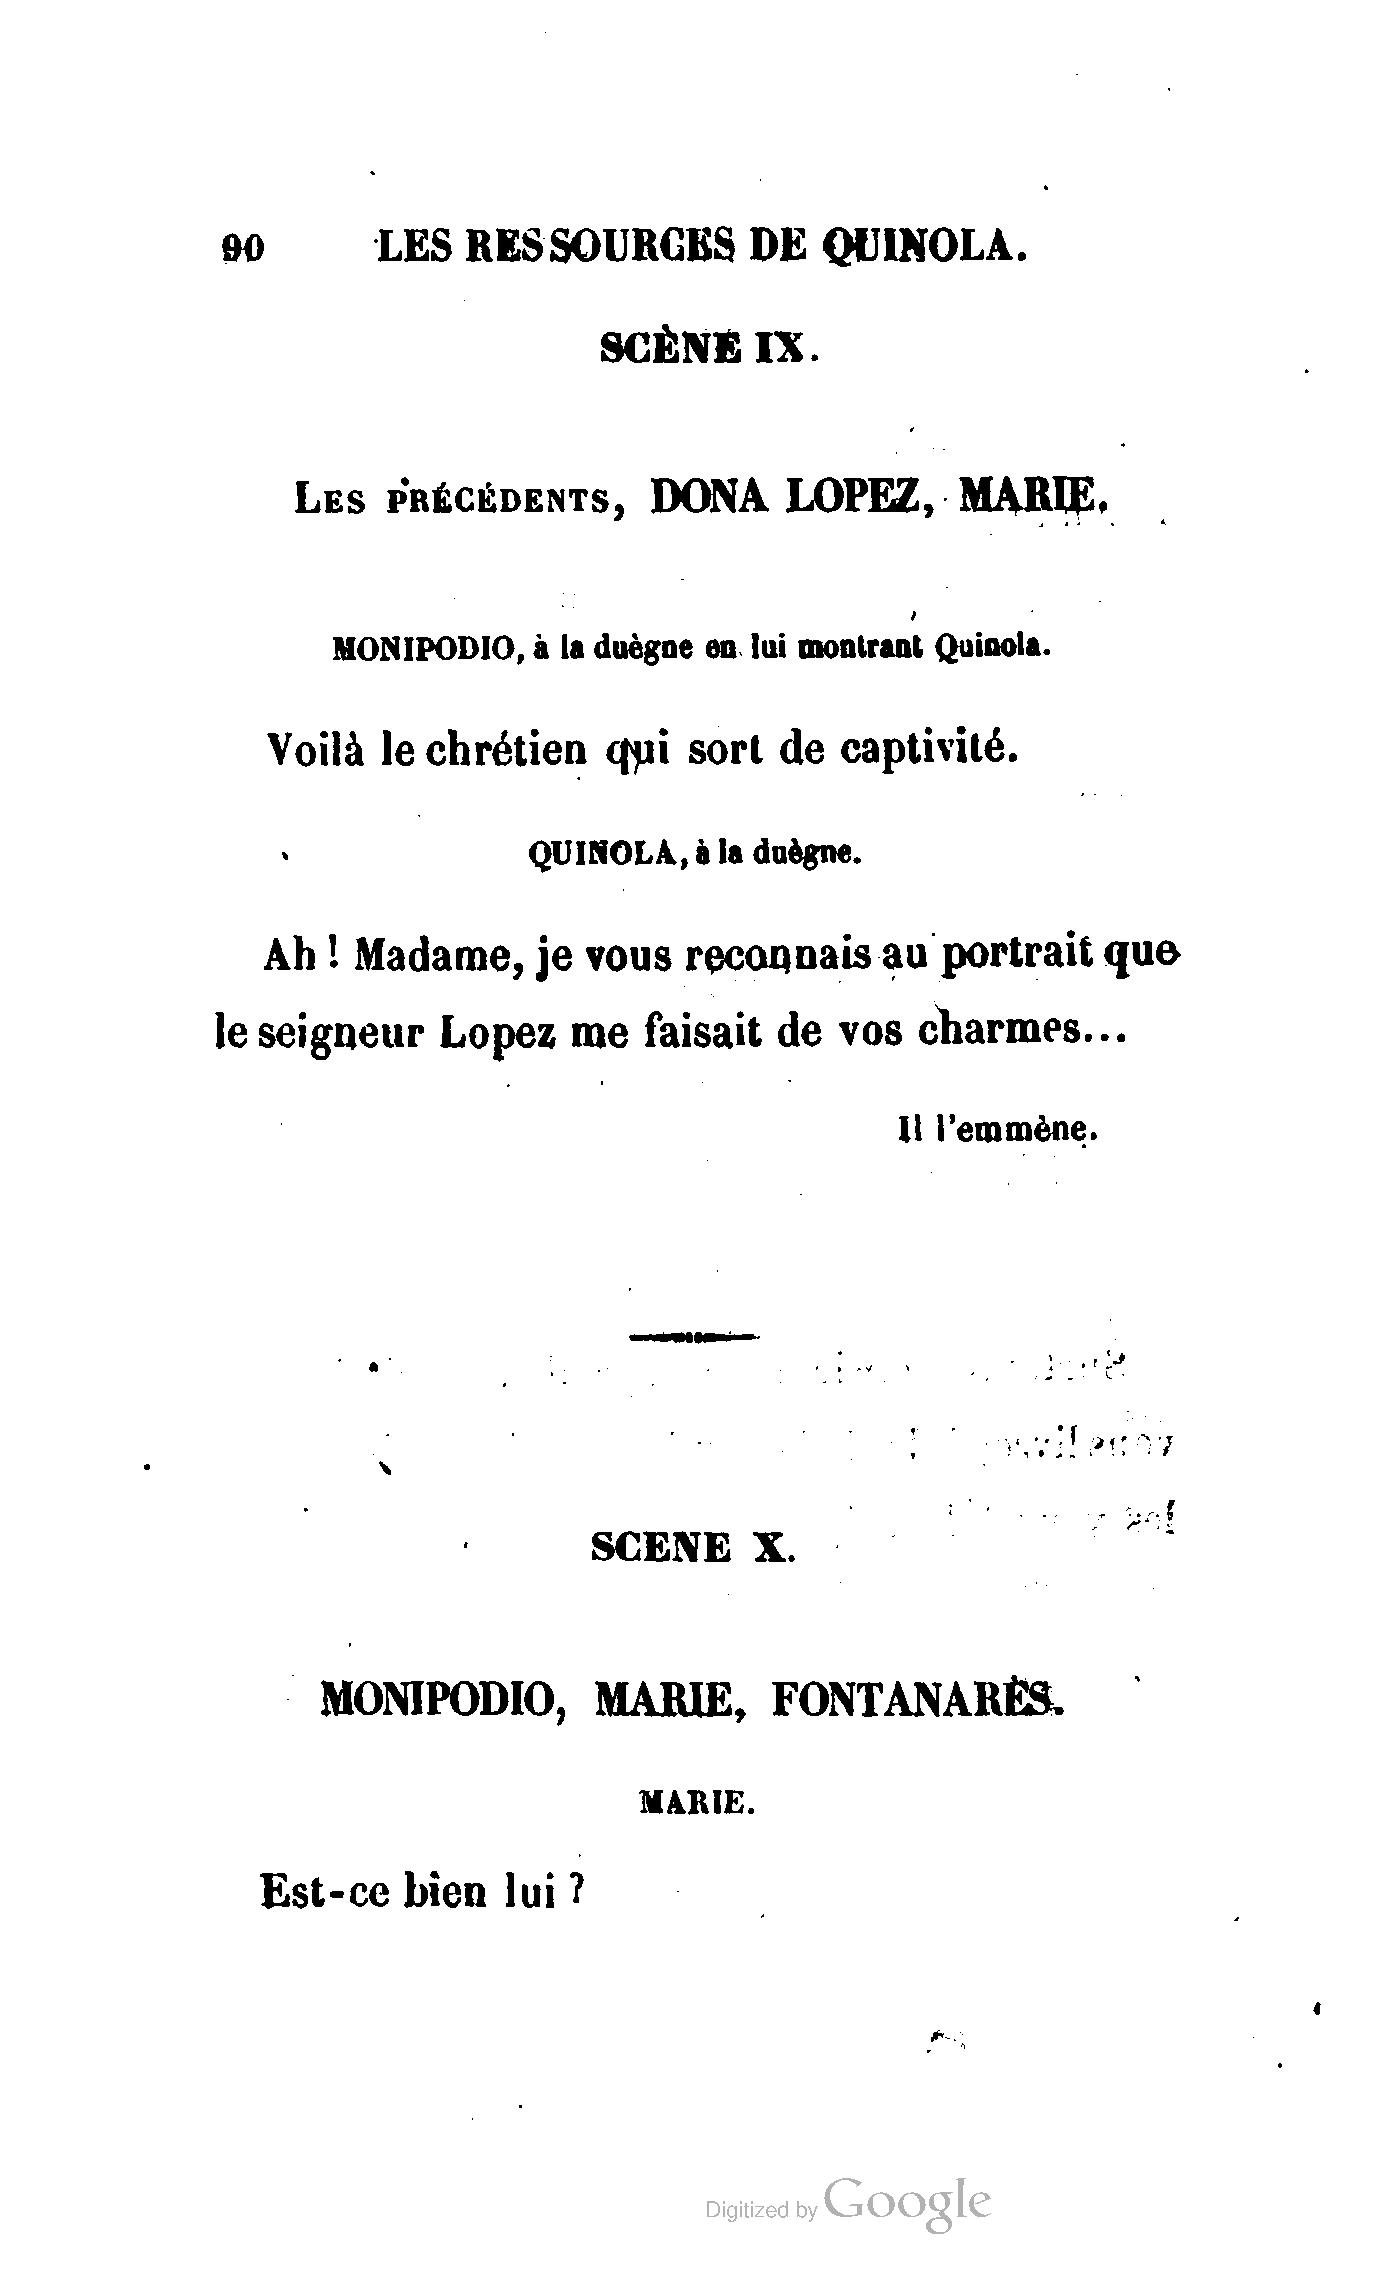 90 LES RESSOURCES DE QUINOLA.
SCÈNE IX.
LES PRÉCÉDENTS, DONA LOPEZ, MARIE.
MONIPODIO, à la duègne en lui montrant Quinola.
Voilà le chrétien qui sort de captivité.
QUINOLA, à la duègne.
Ah ! Madame, je vous reconnais au portrait que
le seigneur Lopez me faisait de vos charmes...
Il l'emmène.
SCENE X.
MONIPODIO, MARIE, FONTANARÈS.
MARIE.
Est-ce bien lui ?
Digitized by Google